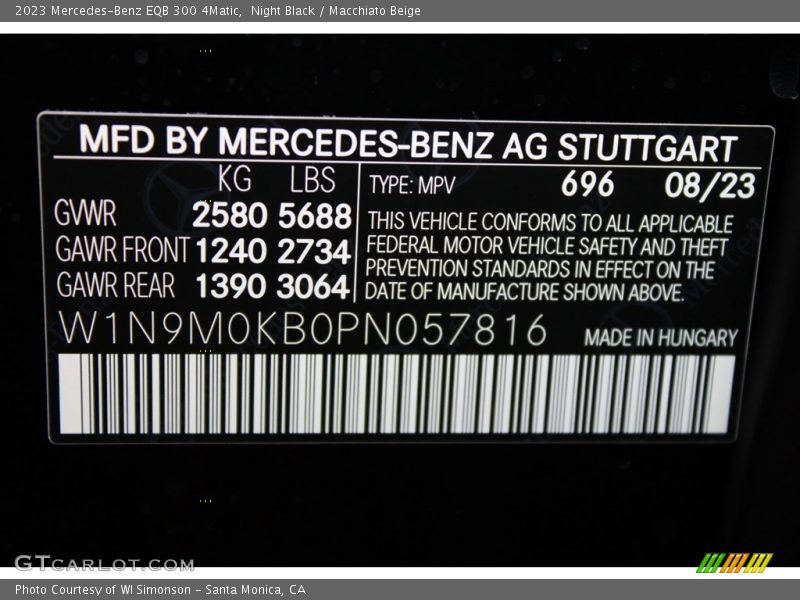 2023 Mercedes-Benz EQB 300 4Matic,  Night Black / Macchiato Beige
MFD BY MERCEDES-BENZ AG STUTTGART
KG LBS
GVWR 2580 5688
GAWR FRONT 1240 2734
GAWR REAR 1390 3064
TYPE: MPV 696 08/23
THIS VEHICLE CONFORMS TO ALL APPLICABLE
FEDERAL MOTOR VEHICLE SAFETY AND THEFT
PREVENTION STANDARDS IN EFFECT ON THE
DATE OF MANUFACTURE SHOWN ABOVE.
W1N9M0KB0PN057816 MADE IN HUNGARY
GTCARLOT.COM
Photo Courtesy of WI Simonson - Santa Monica, CA